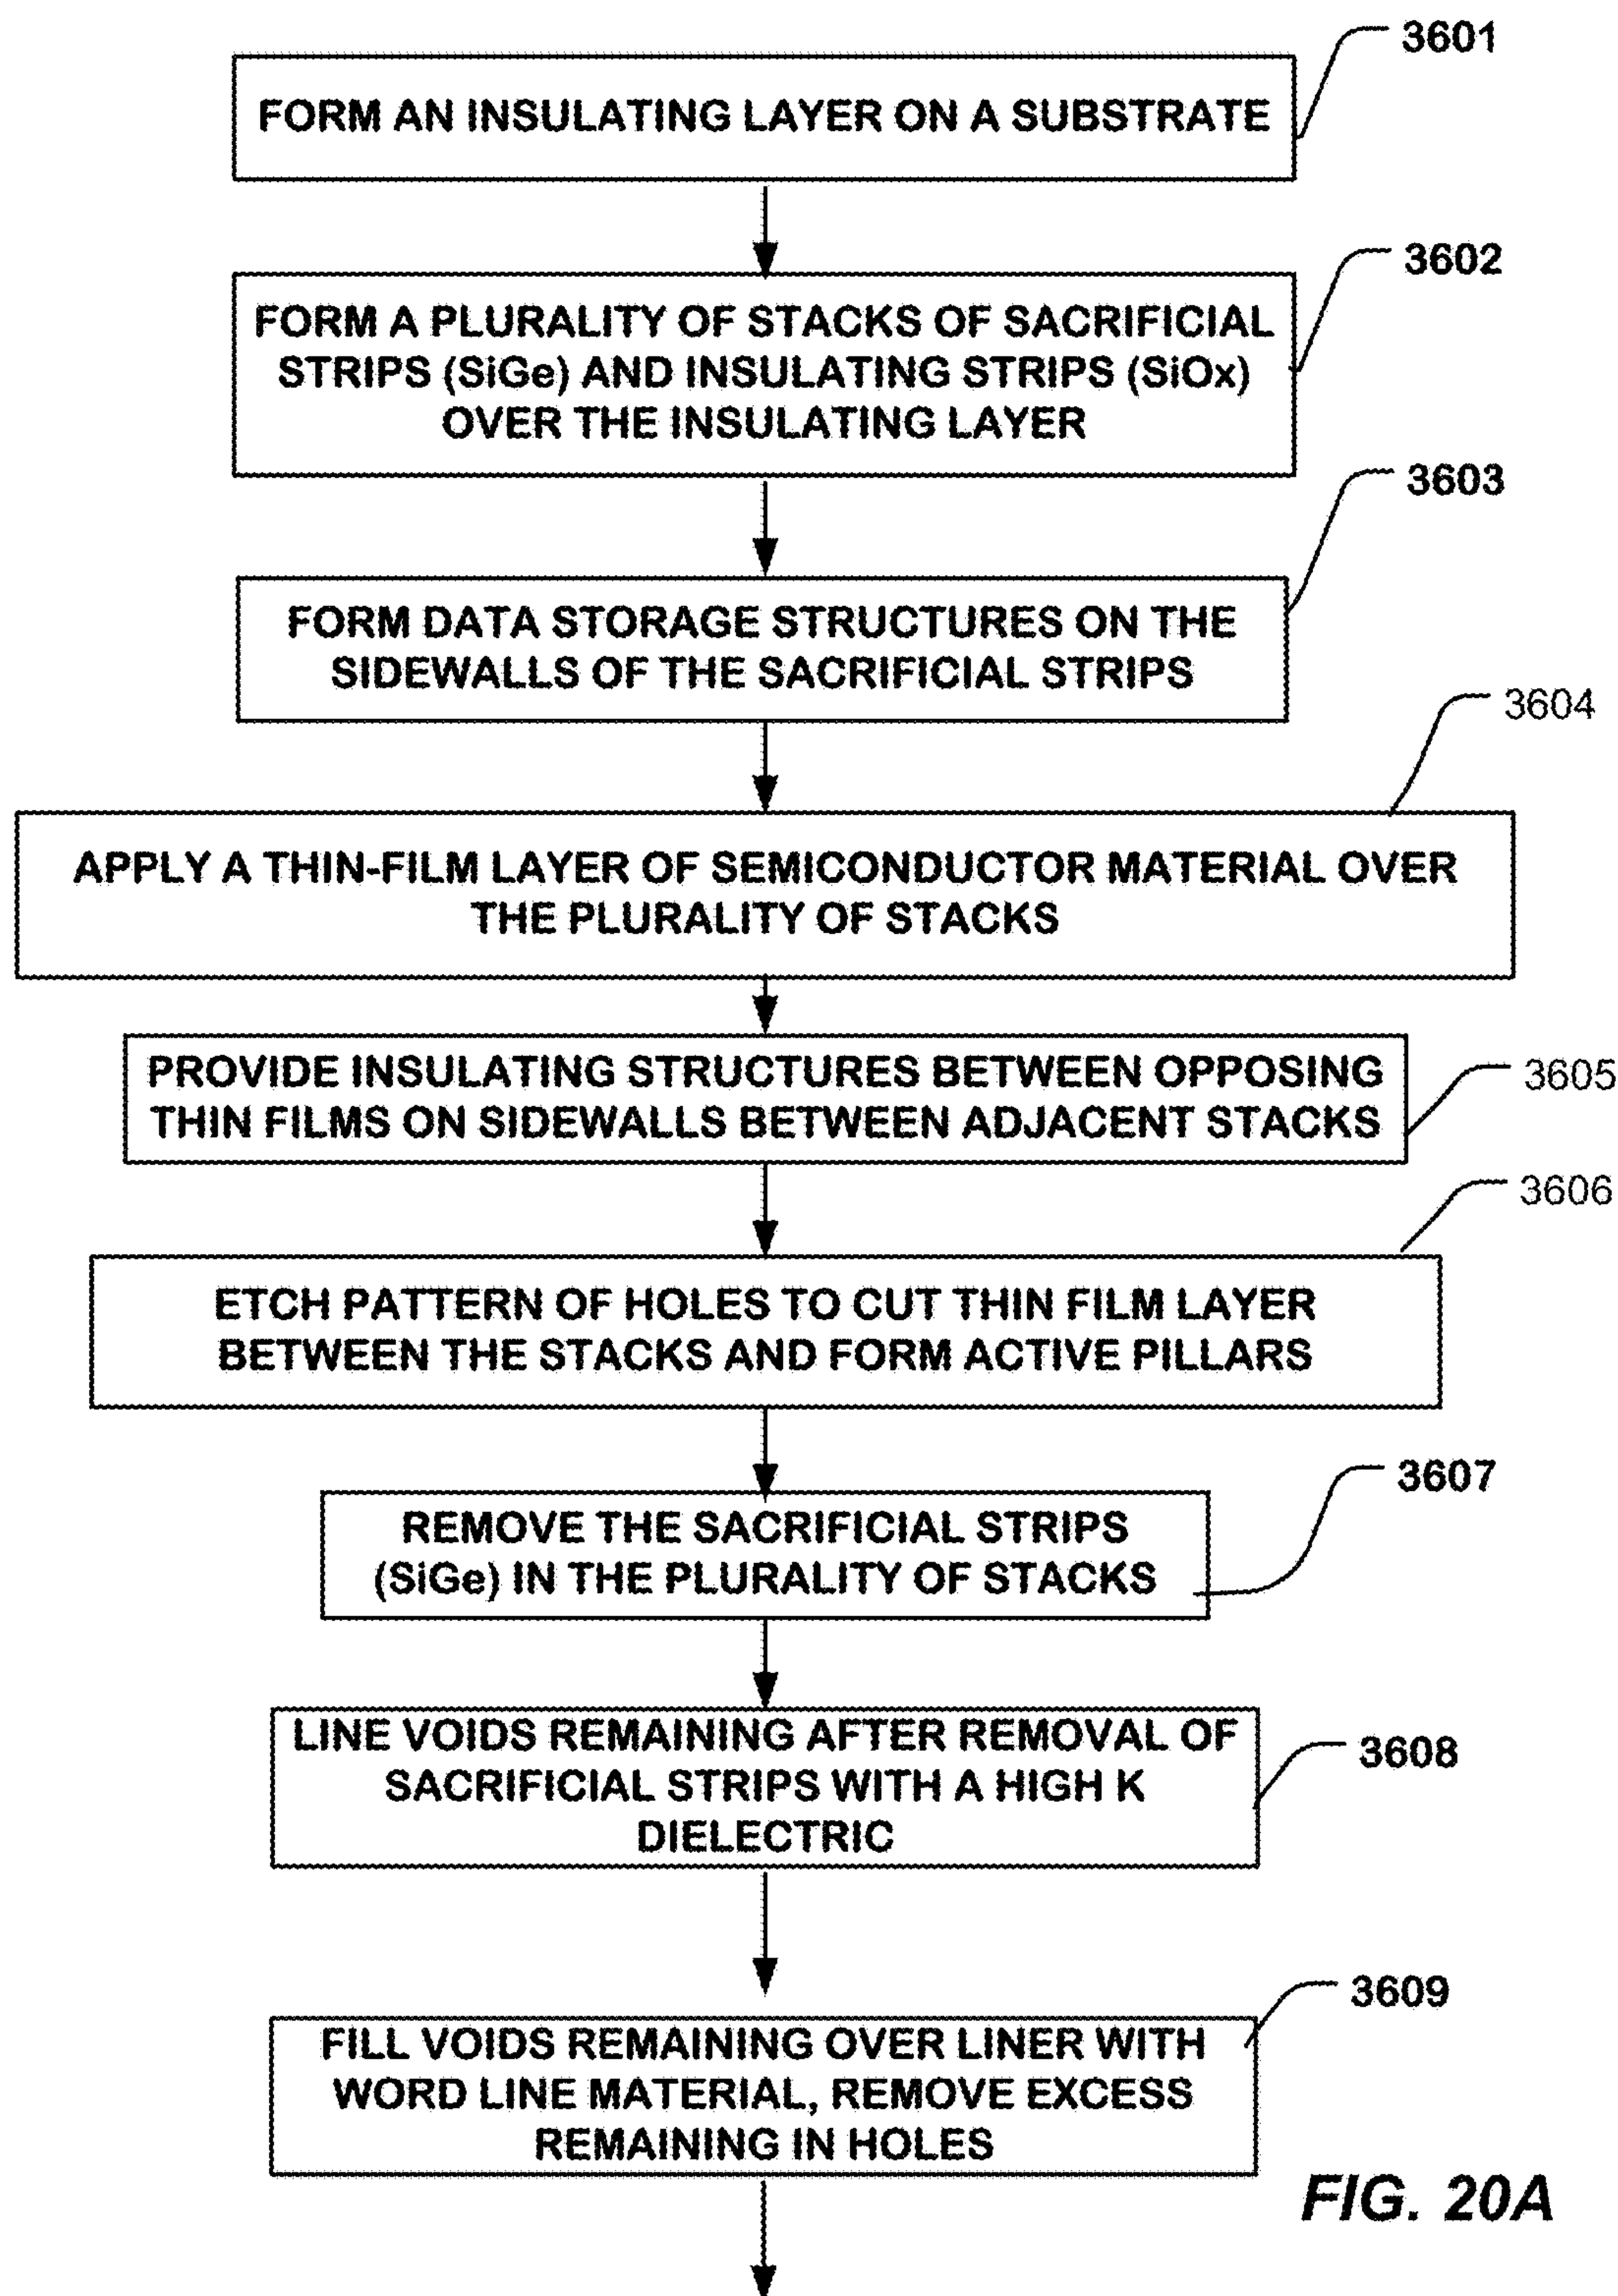 3601
FORM AN INSULATING LAYER ON A SUBSTRATE
3602
FORM A PLURALITY OF STACKS OF SACRIFICIAL
STRIPS (SiGe) AND INSULATING STRIPS (SiOx)
OVER THE INSULATING LAYER
3603
FORM DATA STORAGE STRUCTURES ON THE
SIDEWALLS OF THE SACRIFICIAL STRIPS
3604
APPLY A THIN-FILM LAYER OF SEMICONDUCTOR MATERIAL OVER
THE PLURALITY OF STACKS
PROVIDE INSULATING STRUCTURES BETWEEN OPPOSING
THIN FILMS ON SIDEWALLS BETWEEN ADJACENT STACKS
3605
3606
ETCH PATTERN OF HOLES TO CUT THIN FILM LAYER
BETWEEN THE STACKS AND FORM ACTIVE PILLARS
3607
REMOVE THE SACRIFICIAL STRIPS
(SiGe) IN THE PLURALITY OF STACKS
LINE VOIDS REMAINING AFTER REMOVAL OF
SACRIFICIAL STRIPS WITH A HIGH K
DIELECTRIC
3608
3609
FILL VOIDS REMAINING OVER LINER WITH
WORD LINE MATERIAL, REMOVE EXCESS
REMAINING IN HOLES
FIG. 20A